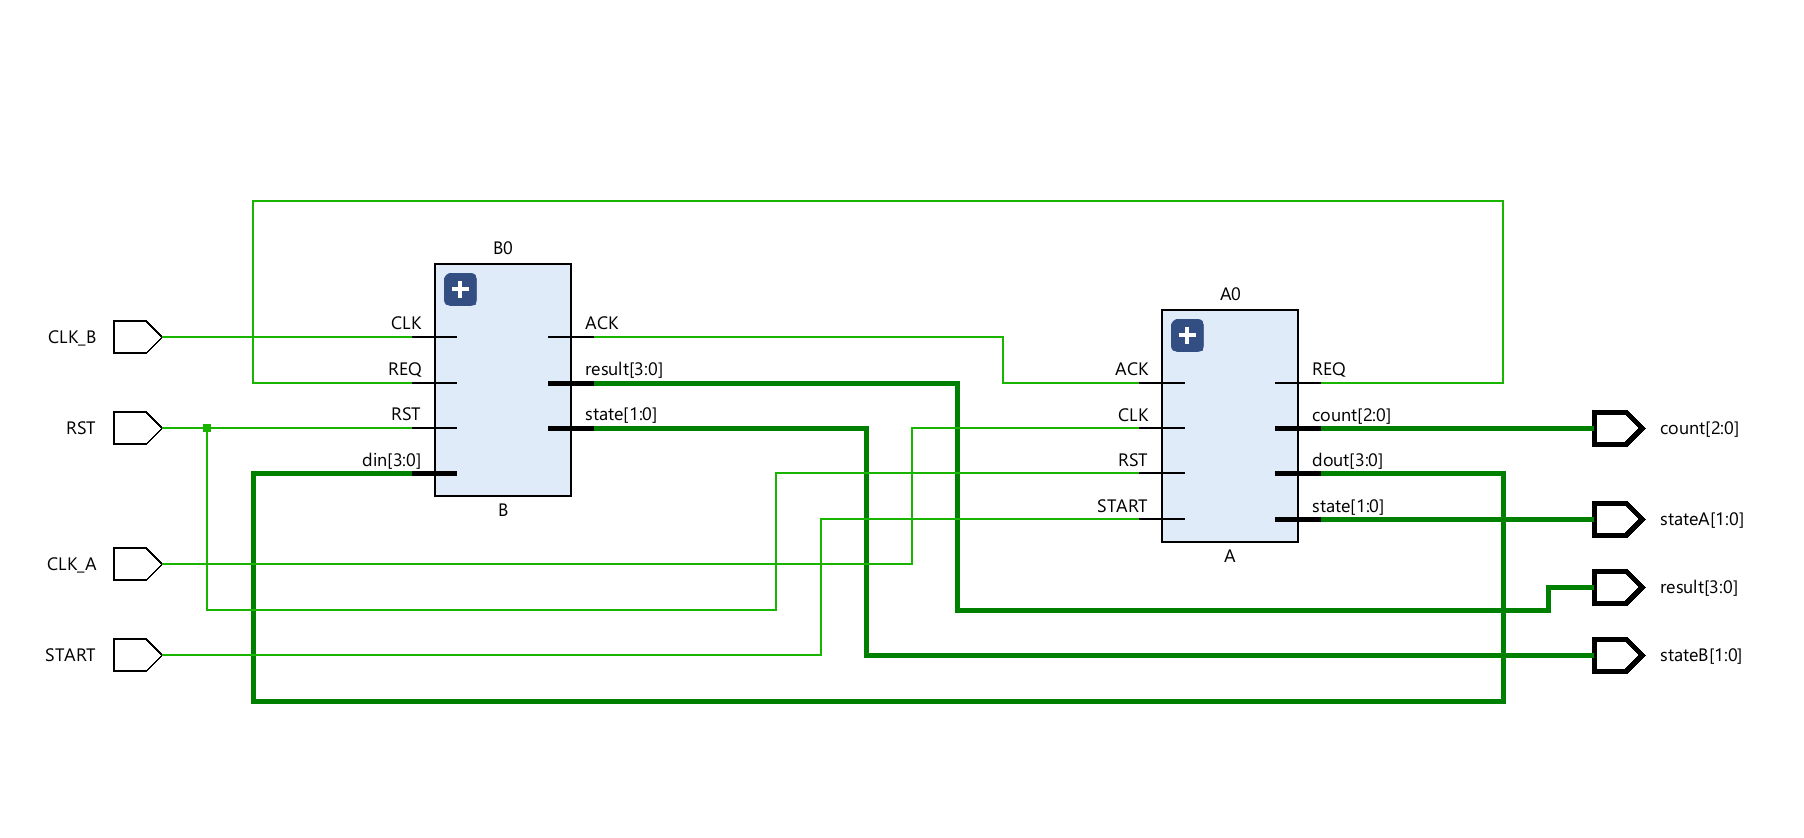 B0
A0
CLK_B
CLK
ACK
REQ
result[3:0]
ACK
REQ
RST
RST
state[1:0]
CLK
count[2:0]
count[2:0]
din[3:0]
RST
dout[3:0]
B
START
state[1:0]
stateA[1:0]
CLK_A
A
result[3:0]
START
stateB[1:0]